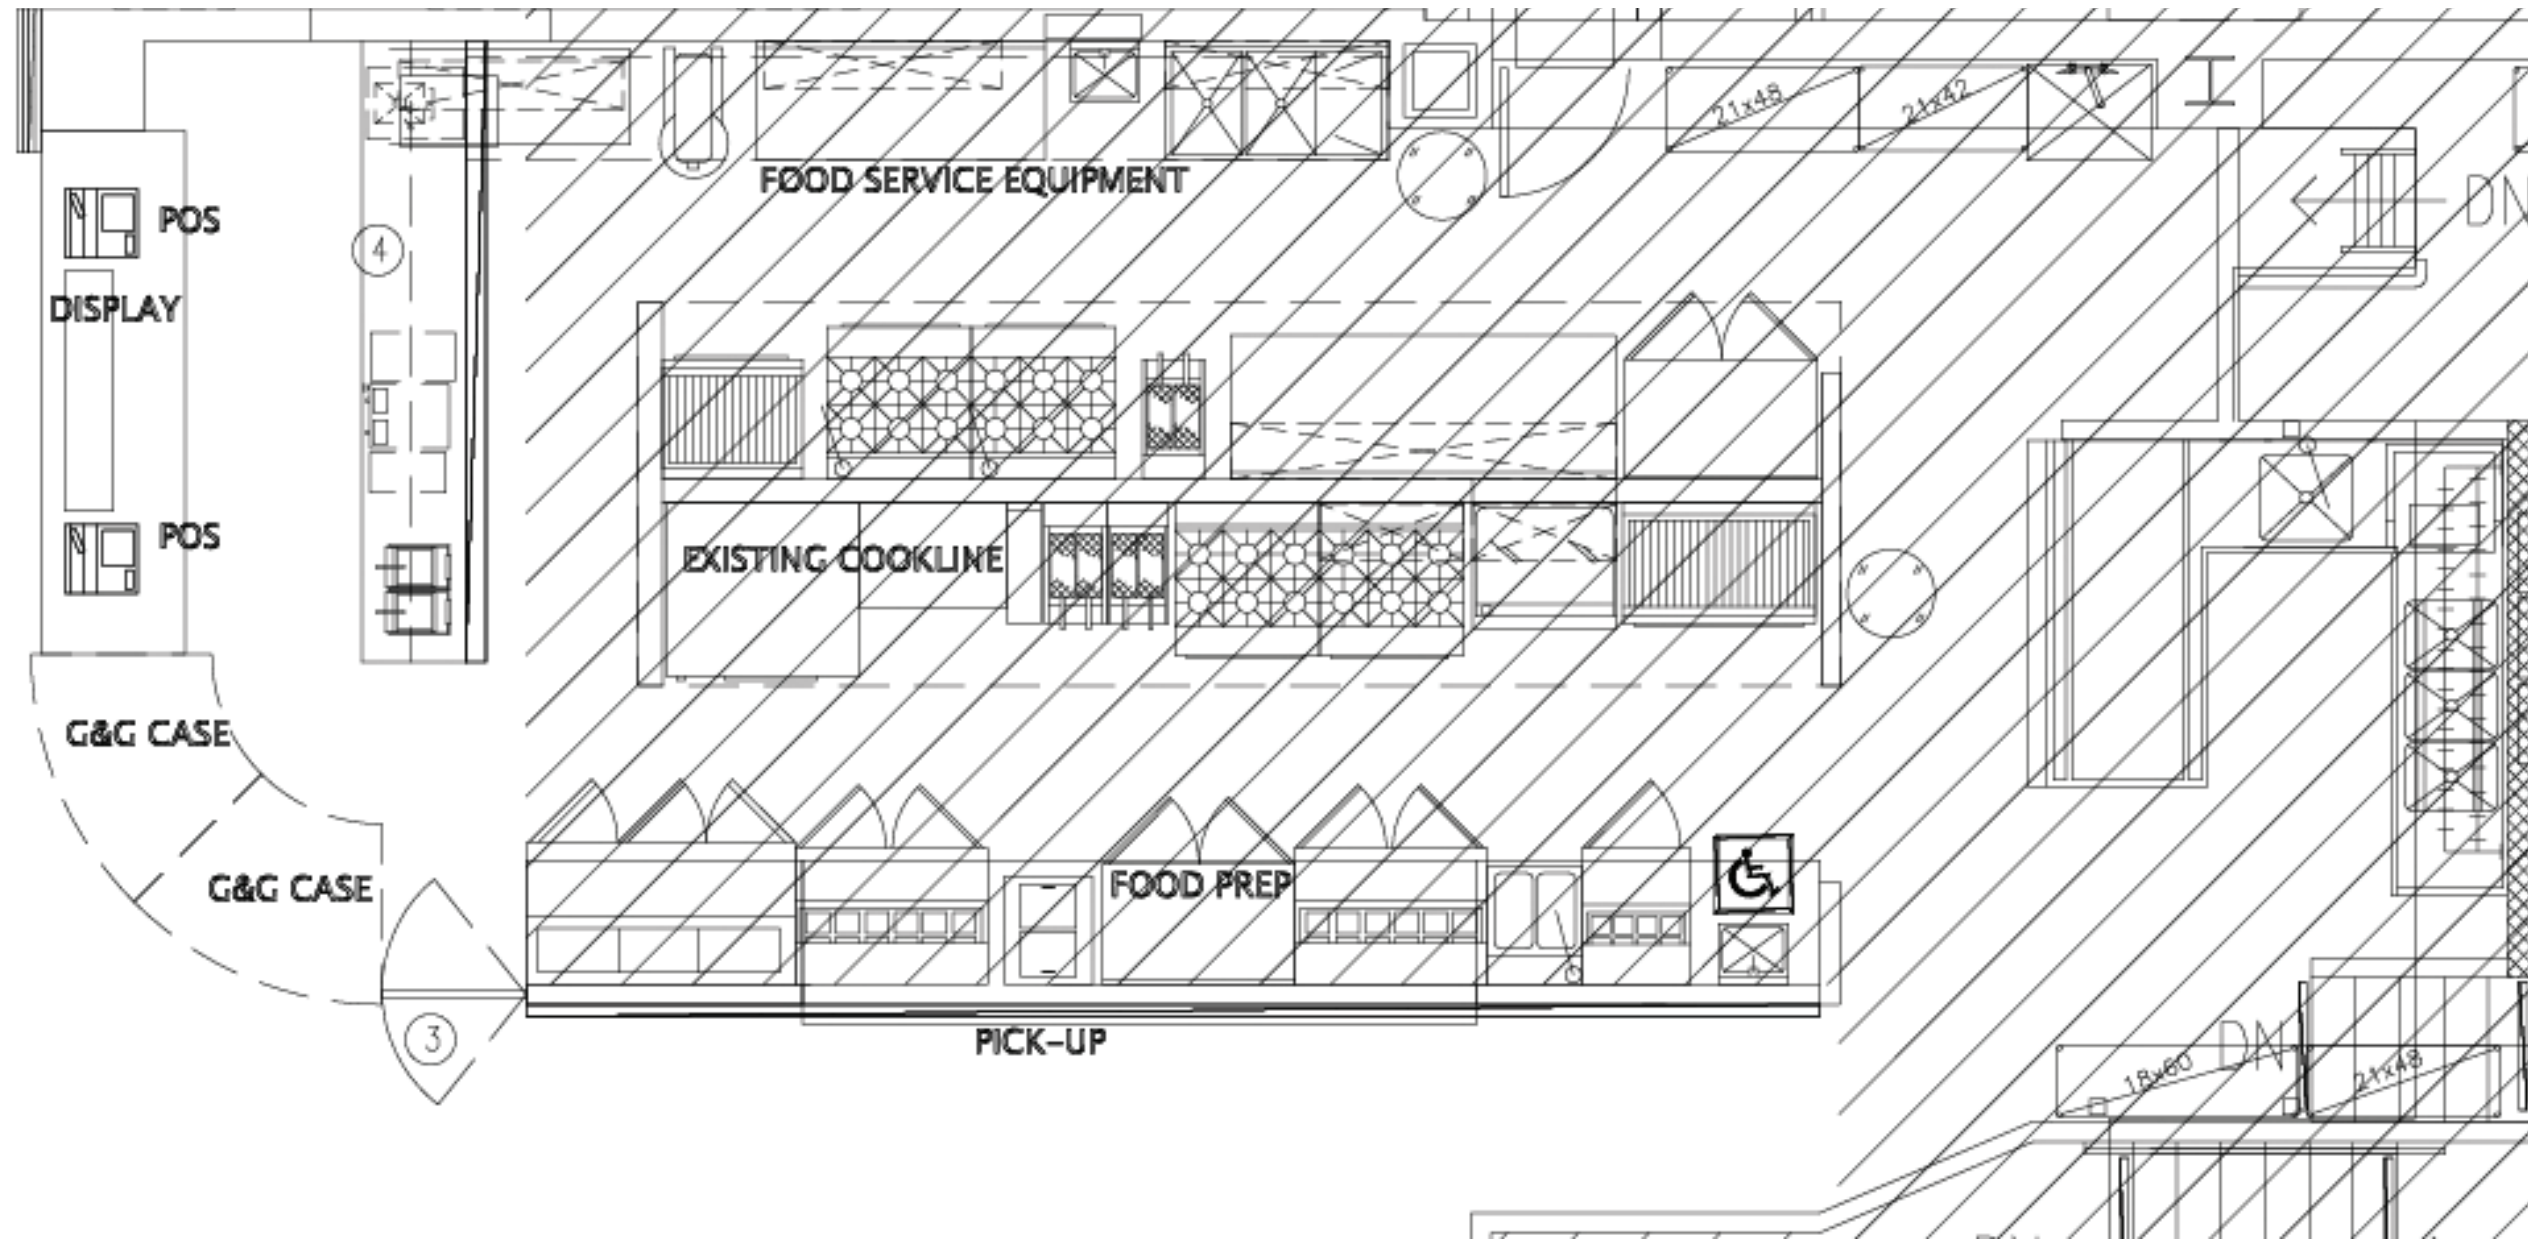 21x48
21x42
FOOD SERVICE EQUIPMENT
POS
DN
4
DISPLAY
POS
EXISTING COOKLINE
G&G CASE
G&G CASE
FOOD PREP
3
PICK-UP
DN
18x60
21x48